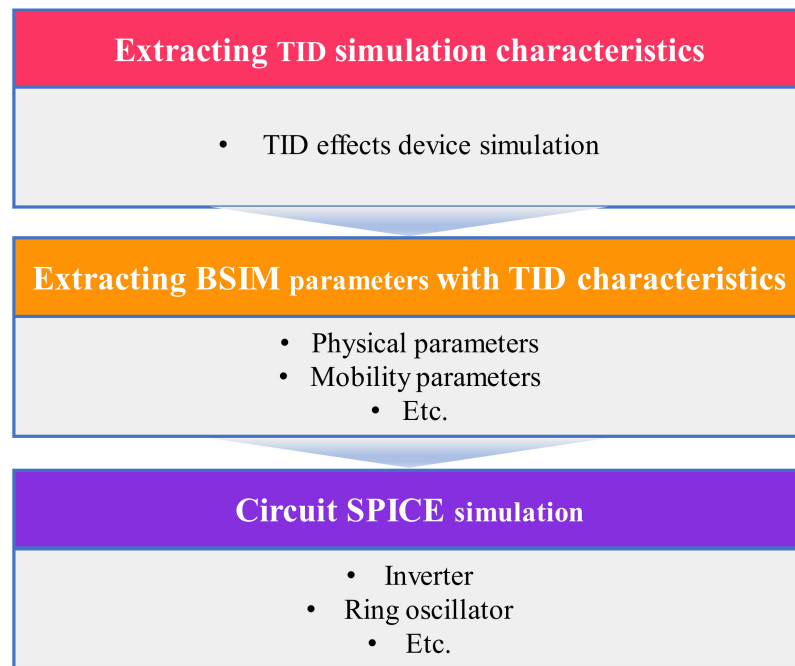 Extracting TID simulation characteristics
• TID effects device simulation
Extracting BSIM parameters with TID characteristics
• Physical parameters
• Mobility parameters
• Etc.
Circuit SPICE simulation
• Inverter
• Ring oscillator
• Etc.